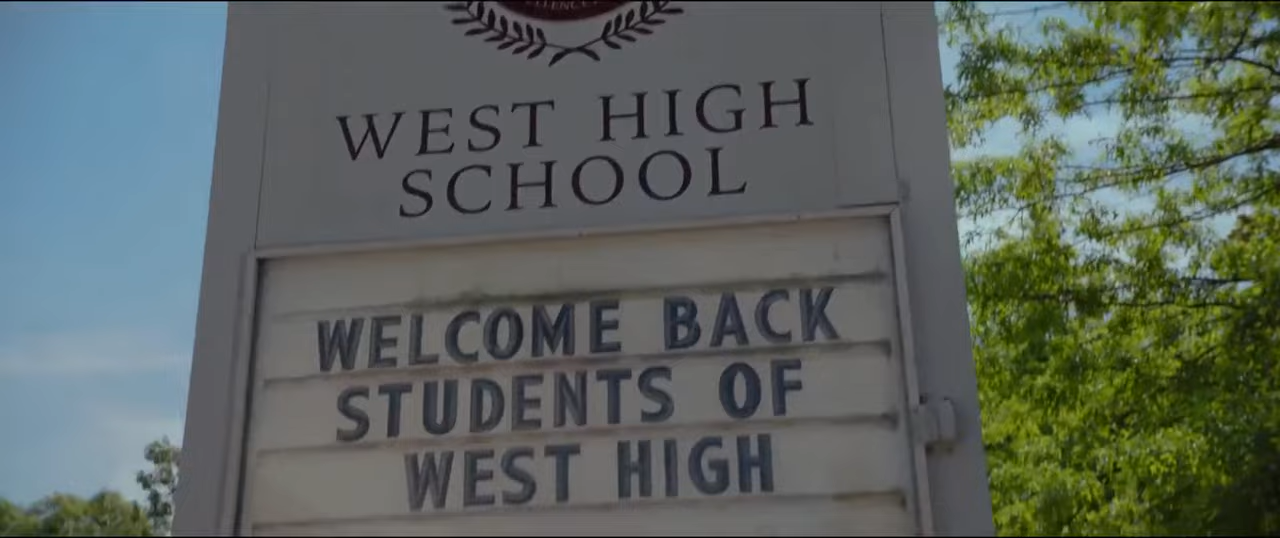 WEST HIGH
SCHOOL
WELCOME BACK
STUDENTS OF
WEST HIGH